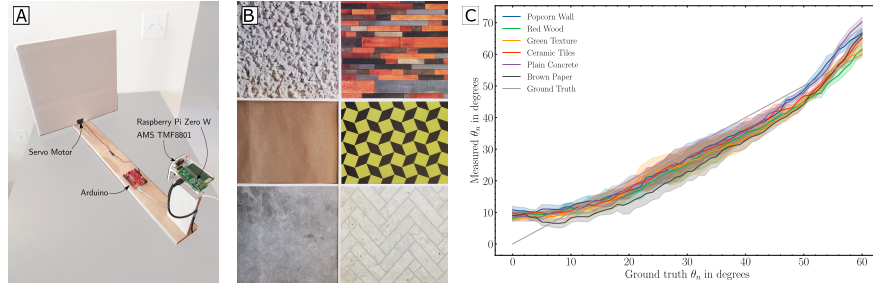 A
Raspberry Pi Zero W
AMS TMF8801
Servo Motor
Arduino
B
C
Popcorn Wall
Red Wood
Green Texture
Ceramic Tiles
Plain Concrete
Brown Paper
Ground Truth
Measured θn in degrees
70
60
50
40
30
20
10
0
0
10
20
30
40
50
60
Ground truth θn in degrees